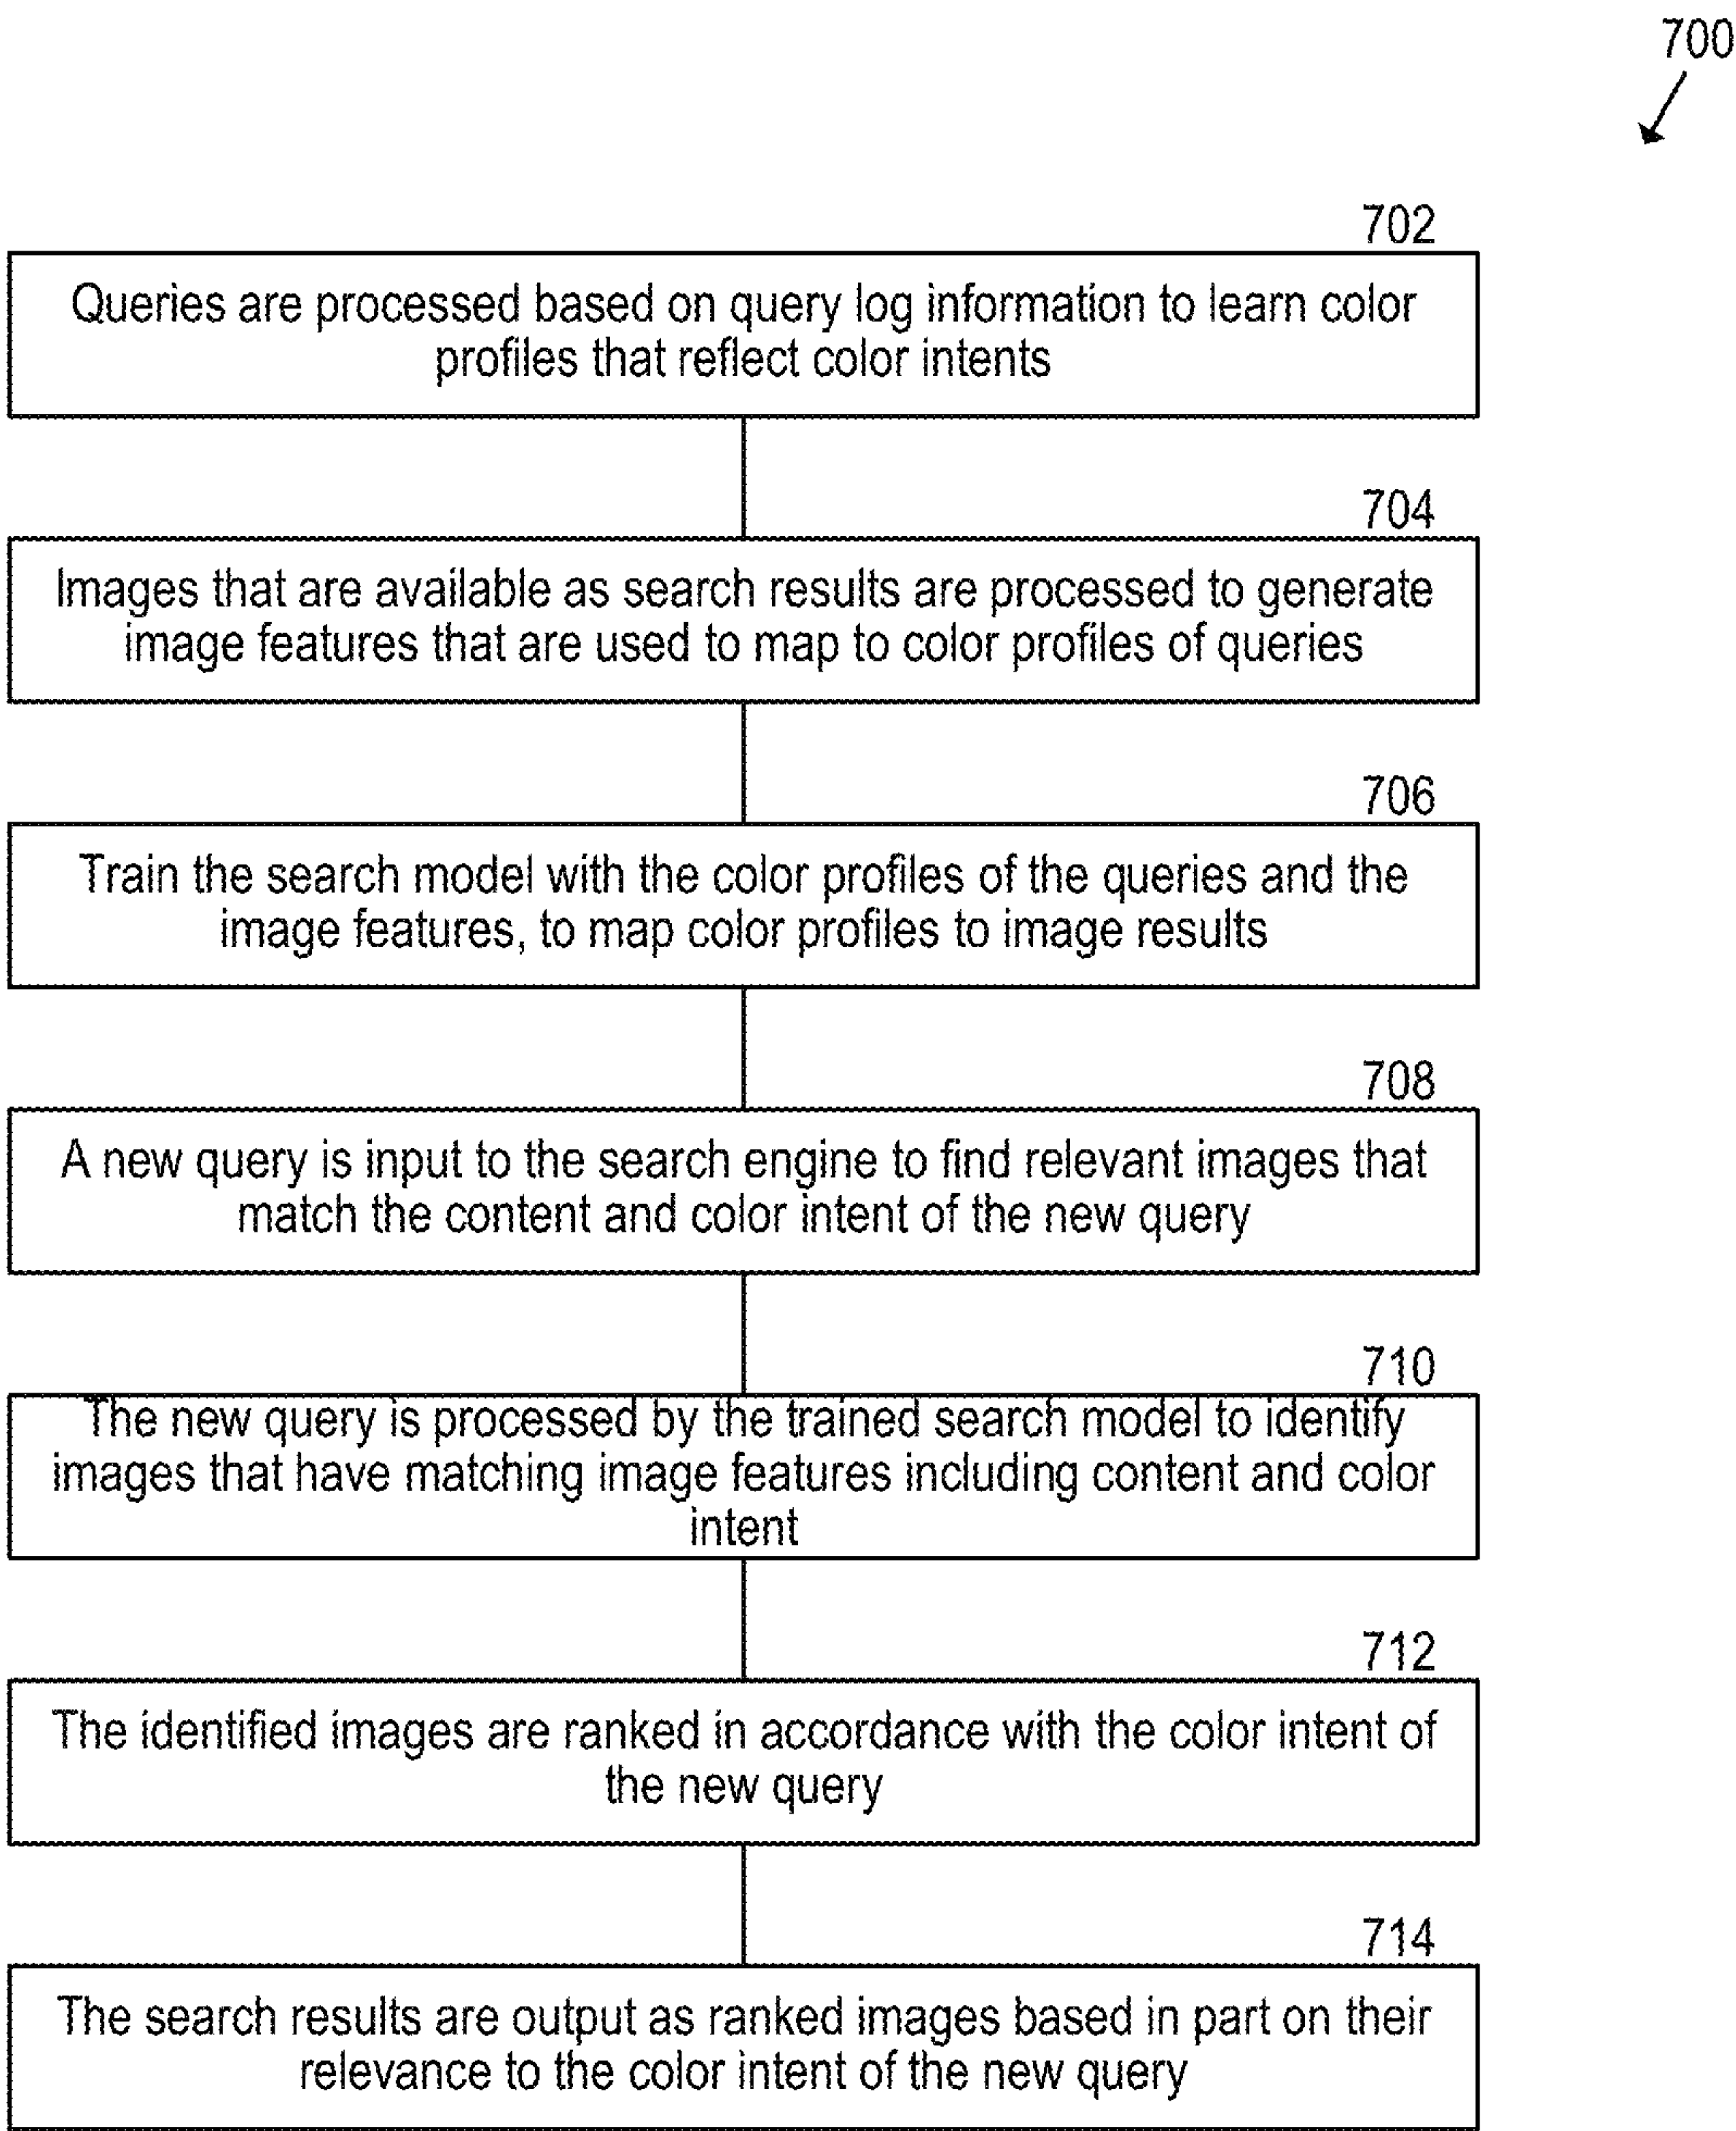 700
702
Queries are processed based on query log information to learn color
profiles that reflect color intents
704
Images that are available as search results are processed to generate
image features that are used to map to color profiles of queries
706
Train the search model with the color profiles of the queries and the
image features, to map color profiles to image results
708
A new query is input to the search engine to find relevant images that
match the content and color intent of the new query
710
The new query is processed by the trained search model to identify
images that have matching image features including content and color
intent
712
The identified images are ranked in accordance with the color intent of
the new query
714
The search results are output as ranked images based in part on their
relevance to the color intent of the new query